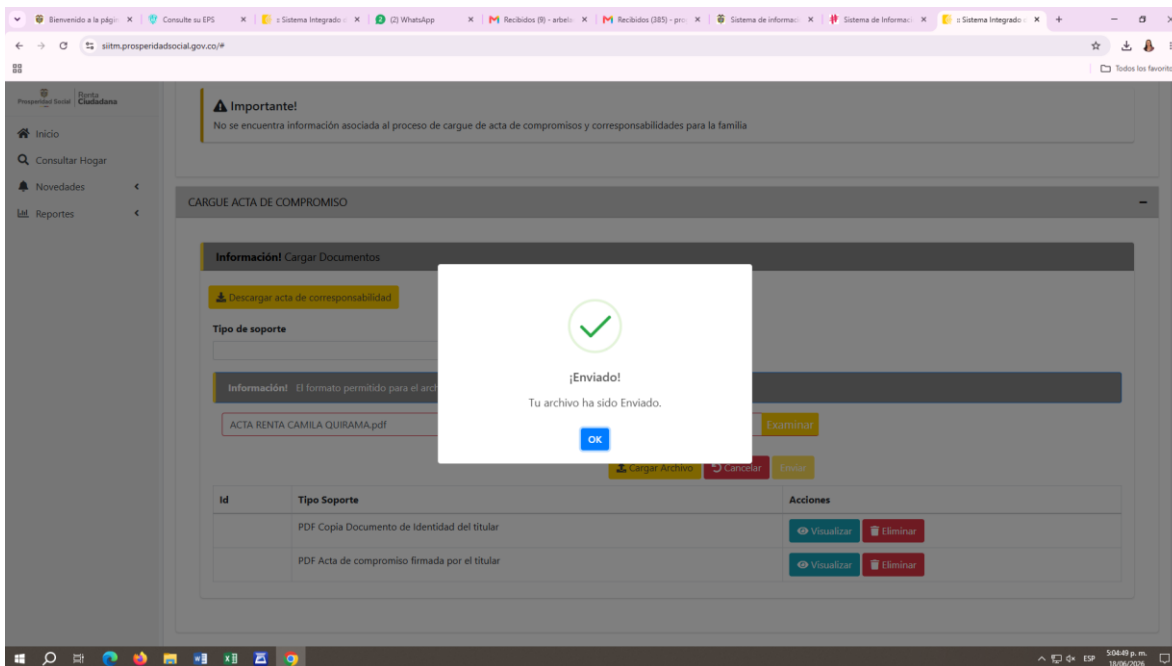 Bienvenido a la págin
Consulte su EPS
:: Sistema Integrado
(2) WhatsApp
Recibidos (9) - arbela
Recibidos (385) - pro
Sistema de informac
Sistema de Informaci
:: Sistema Integrado
siitm.prosperidadsocial.gov.co/#
Todos los favorito
Prosperidad Social
Renta
Ciudadana
Inicio
Consultar Hogar
Novedades
Reportes
Importante!
No se encuentra información asociada al proceso de cargue de acta de compromisos y corresponsabilidades para la familia
CARGUE ACTA DE COMPROMISO
Información! Cargar Documentos
Descargar acta de corresponsabilidad
Tipo de soporte
Información! El formato permitido para el arch
ACTA RENTA CAMILA QUIRAMA.pdf
Examinar
¡Enviado!
Tu archivo ha sido Enviado.
OK
Cargar Archivo
Cancelar
Enviar
Id Tipo Soporte Acciones
PDF Copia Documento de Identidad del titular Visualizar Eliminar
PDF Acta de compromiso firmada por el titular Visualizar Eliminar
ESP
5:04:49 p. m.
18/06/2026